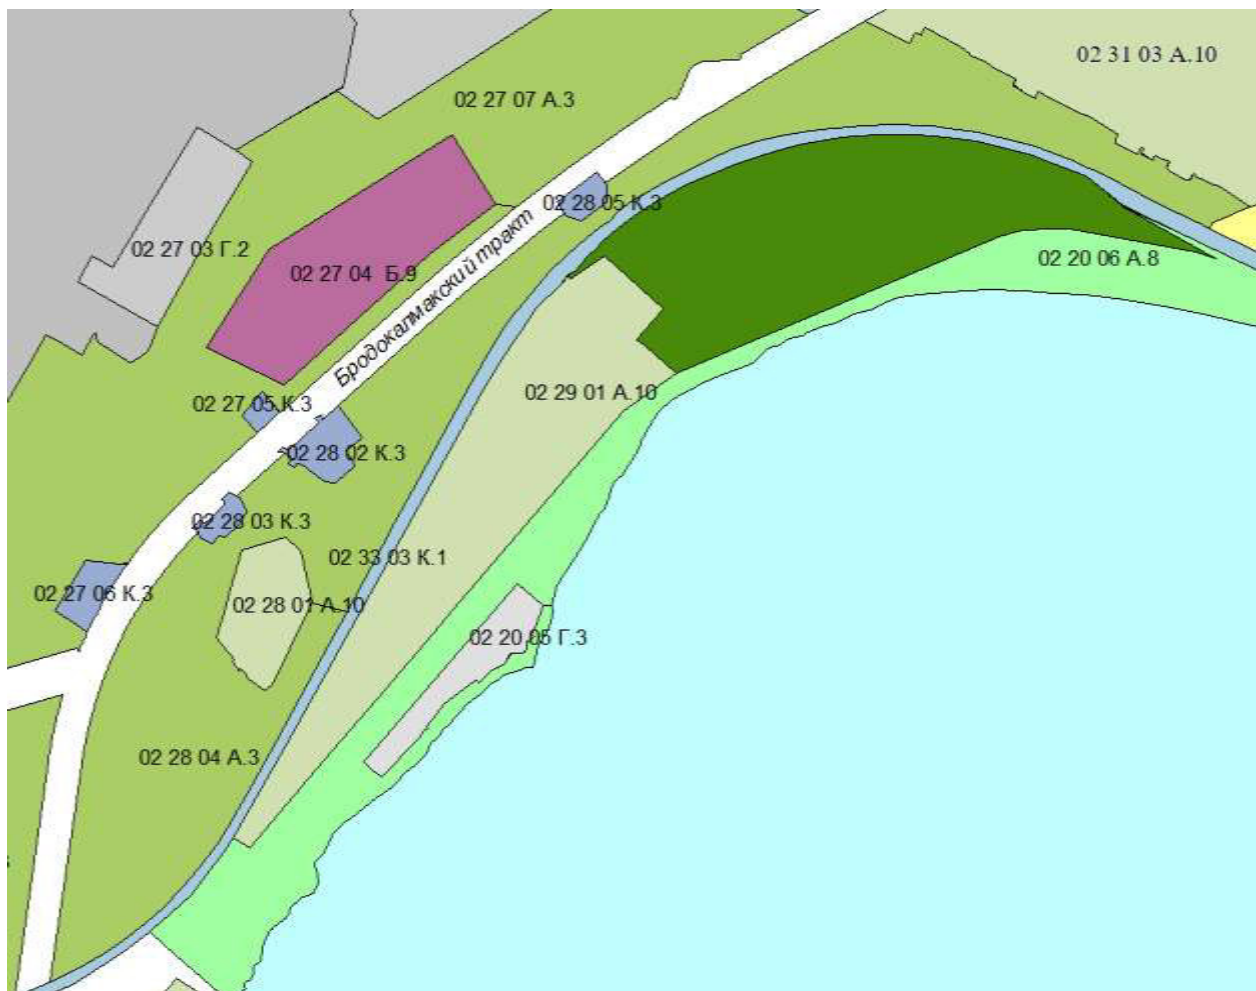 02 31 03 А.10
02 27 07 А.3
02 28 05 К.3
02 27 03 Г.2
02 27 04 Б.9
02 20 06 А.8
Бродокалмакский тракт
02 29 01 А.10
02 27 05 К.3
02 28 02 К.3
02 28 03 К.3
02 33 03 К.1
02 27 06 К.3
02 28 01 А.10
02 20 05 Г.3
02 28 04 А.3